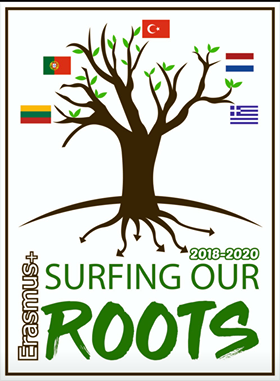 2018-2020
Erasmus+
SURFING OUR
ROOTS